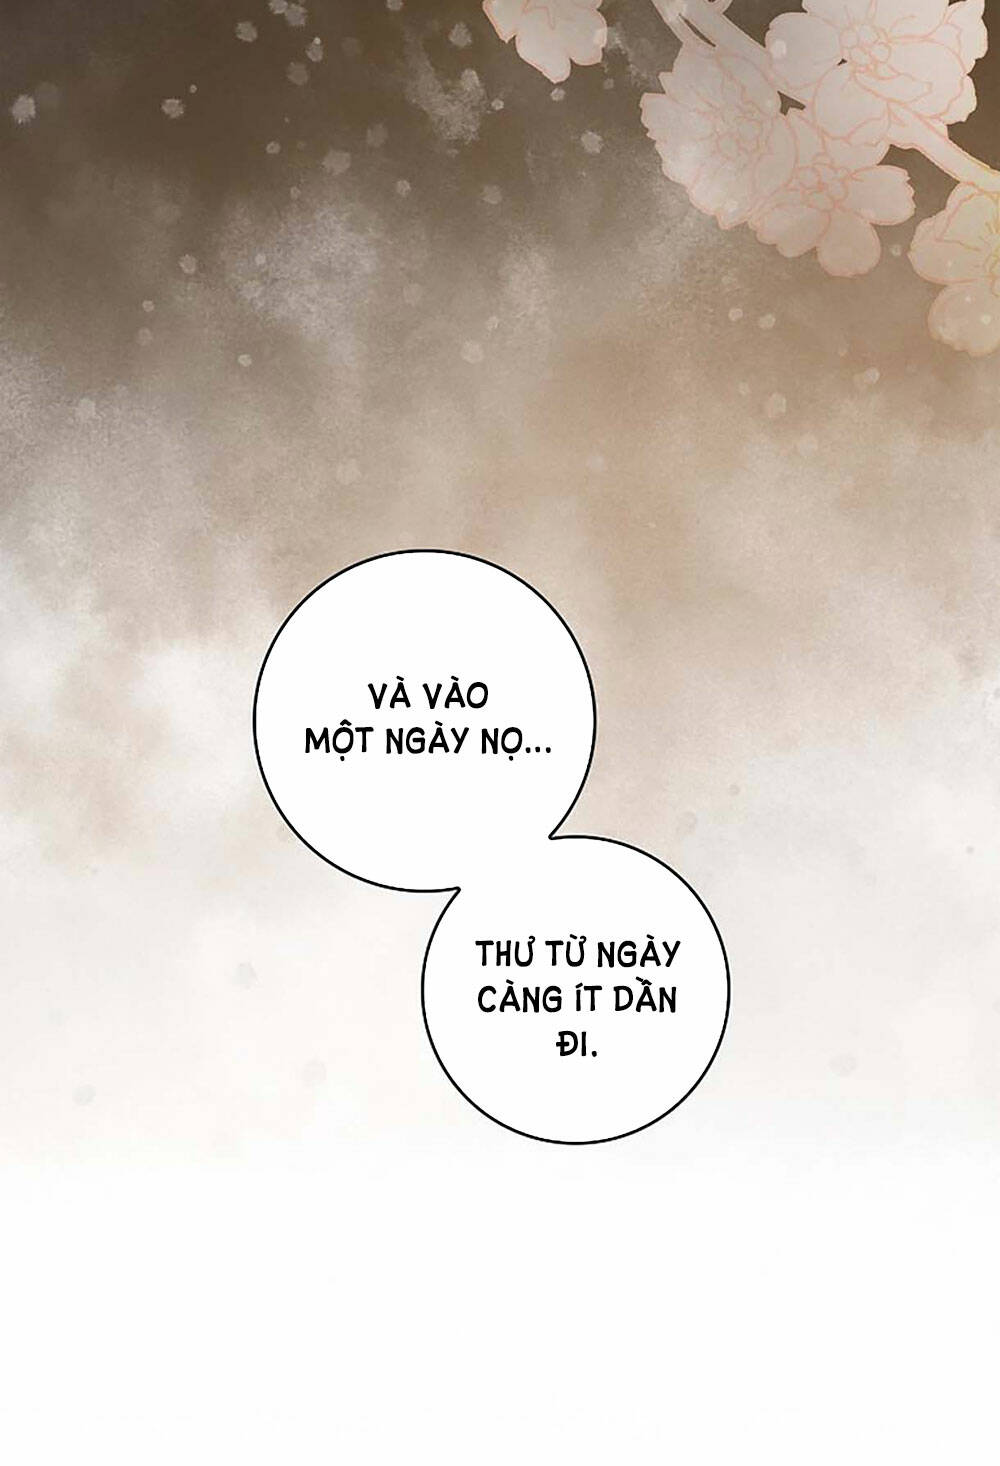 VÀ VÀO
MỘT NGÀY NỌ...
THƯ TỪ NGÀY
CÀNG ÍT DẦN
ĐI.